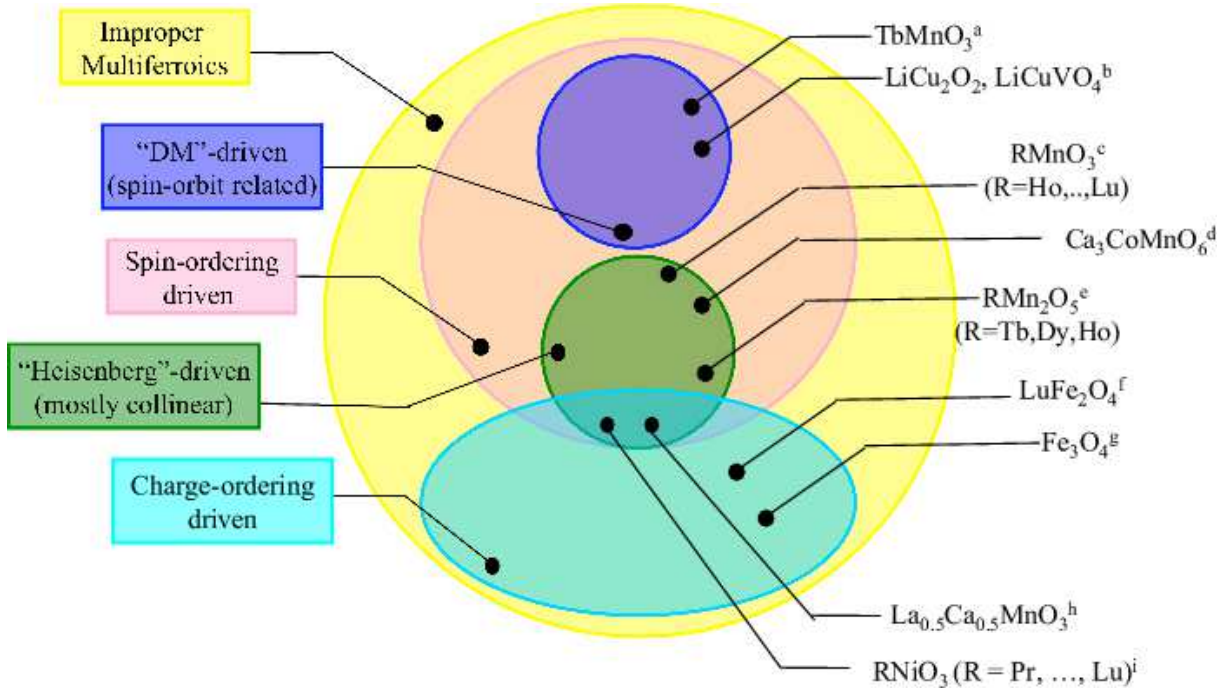 Improper
Multiferroics
“DM”-driven
(spin-orbit related)
Spin-ordering
driven
“Heisenberg”-driven
(mostly collinear)
Charge-ordering
driven
TbMnO₃ᵃ
LiCu₂O₂, LiCuVO₄ᵇ
RMnO₃ᶜ
(R=Ho,..,Lu)
Ca₃CoMnO₆ᵈ
RMn₂O₅ᵉ
(R=Tb,Dy,Ho)
LuFe₂O₄ᶠ
Fe₃O₄ᵍ
La₀.₅Ca₀.₅MnO₃ʰ
RNiO₃ (R = Pr, …, Lu)ⁱ